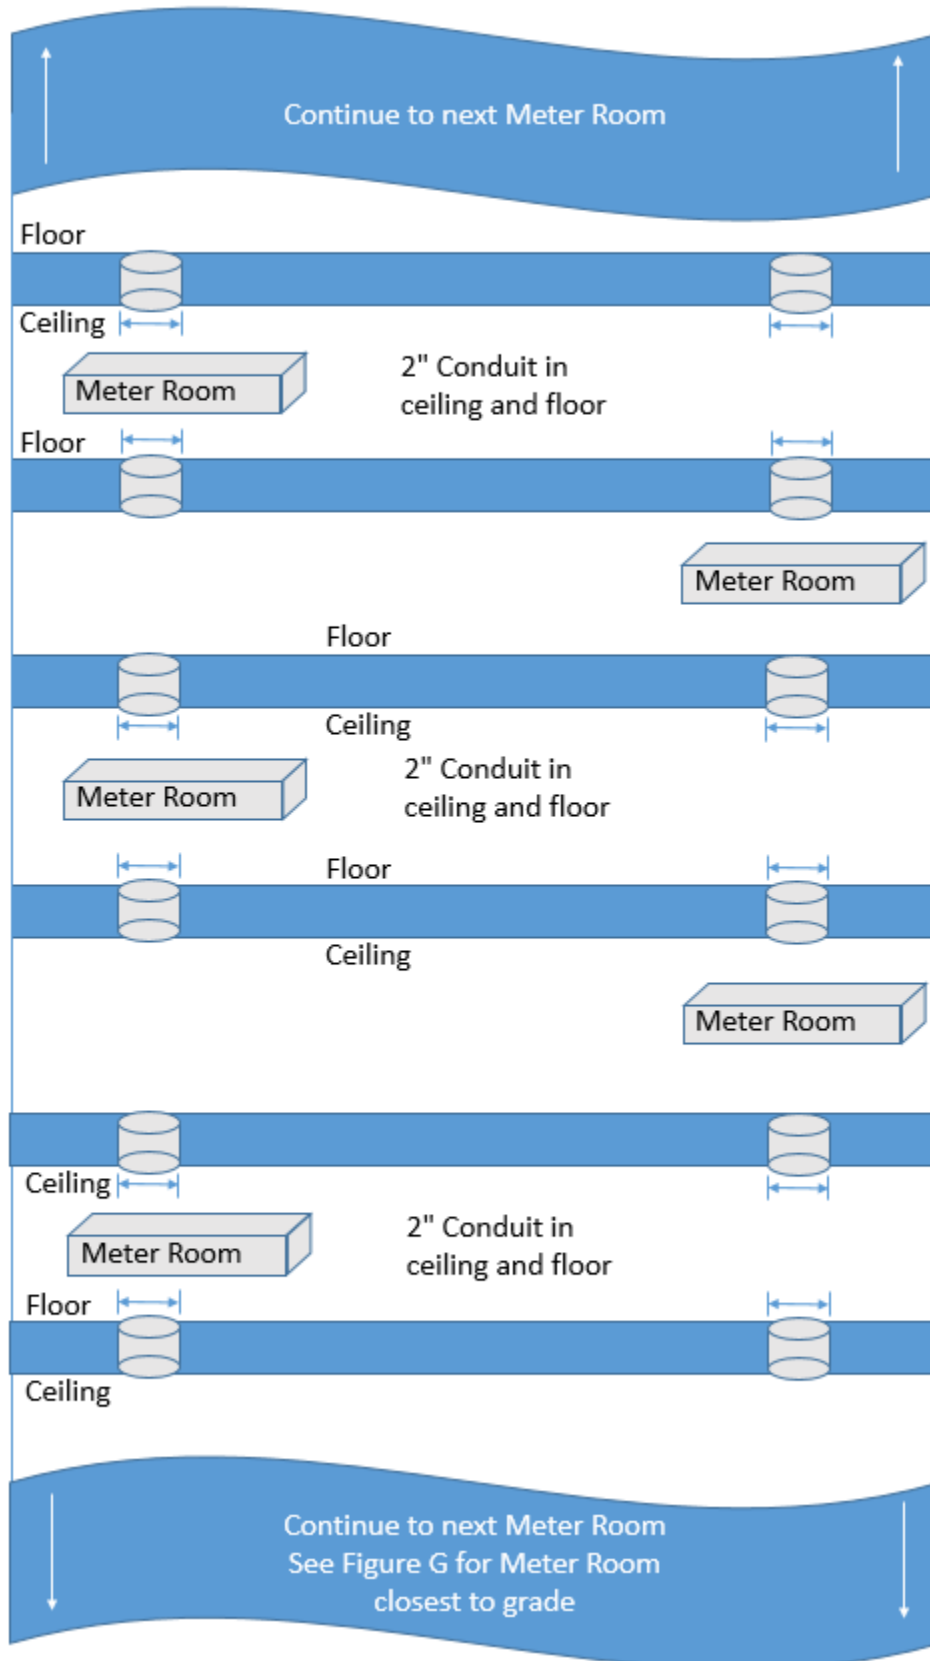 Continue to next Meter Room
Floor
Ceiling
2" Conduit in
ceiling and floor
Meter Room
Floor
Meter Room
Floor
Ceiling
2" Conduit in
ceiling and floor
Meter Room
Floor
Ceiling
Meter Room
Ceiling
2" Conduit in
ceiling and floor
Meter Room
Floor
Ceiling
Continue to next Meter Room
See Figure G for Meter Room
closest to grade